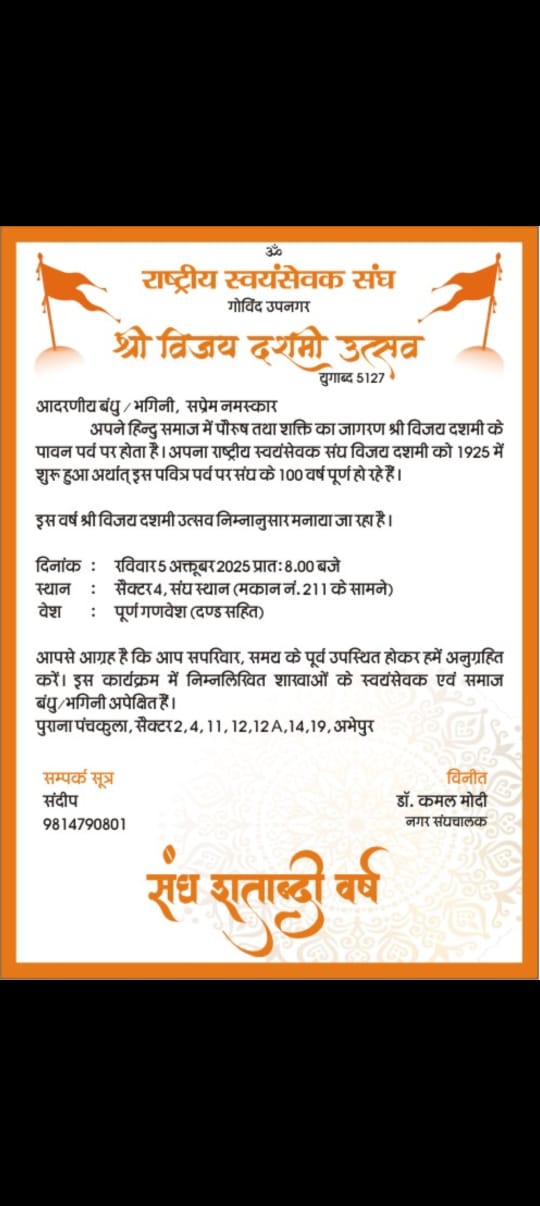 ॐ
राष्ट्रीय स्वयंसेवक संघ
गोविंद उपनगर
श्री विजय दशमी उत्सव
युगाब्द 5127
आदरणीय बंधु / भगिनी, सप्रेम नमस्कार
अपने हिन्दु समाज में पौरुष तथा शक्ति का जागरण श्री विजय दशमी के
पावन पर्व पर होता है। अपना राष्ट्रीय स्वयंसेवक संघ विजय दशमी को 1925 में
शुरू हुआ अर्थात् इस पवित्र पर्व पर संघ के 100 वर्ष पूर्ण हो रहे हैं।
इस वर्ष श्री विजय दशमी उत्सव निम्नानुसार मनाया जा रहा है।
दिनांक : रविवार 5 अक्तूबर 2025 प्रातः 8.00 बजे
स्थान : सैक्टर 4, संघ स्थान (मकान नं. 211 के सामने)
वेश : पूर्ण गणवेश (दण्ड सहित)
आपसे आग्रह है कि आप सपरिवार, समय के पूर्व उपस्थित होकर हमें अनुग्रहित
करें। इस कार्यक्रम में निम्नलिखित शाखाओं के स्वयंसेवक एवं समाज
बंधु/भगिनी अपेक्षित हैं।
पुराना पंचकुला, सैक्टर 2, 4, 11, 12, 12 A, 14, 19, अभेपुर
सम्पर्क सूत्र
संदीप
9814790801
विनीत
डॉ. कमल मोदी
नगर संघचालक
संघ शताब्दी वर्ष